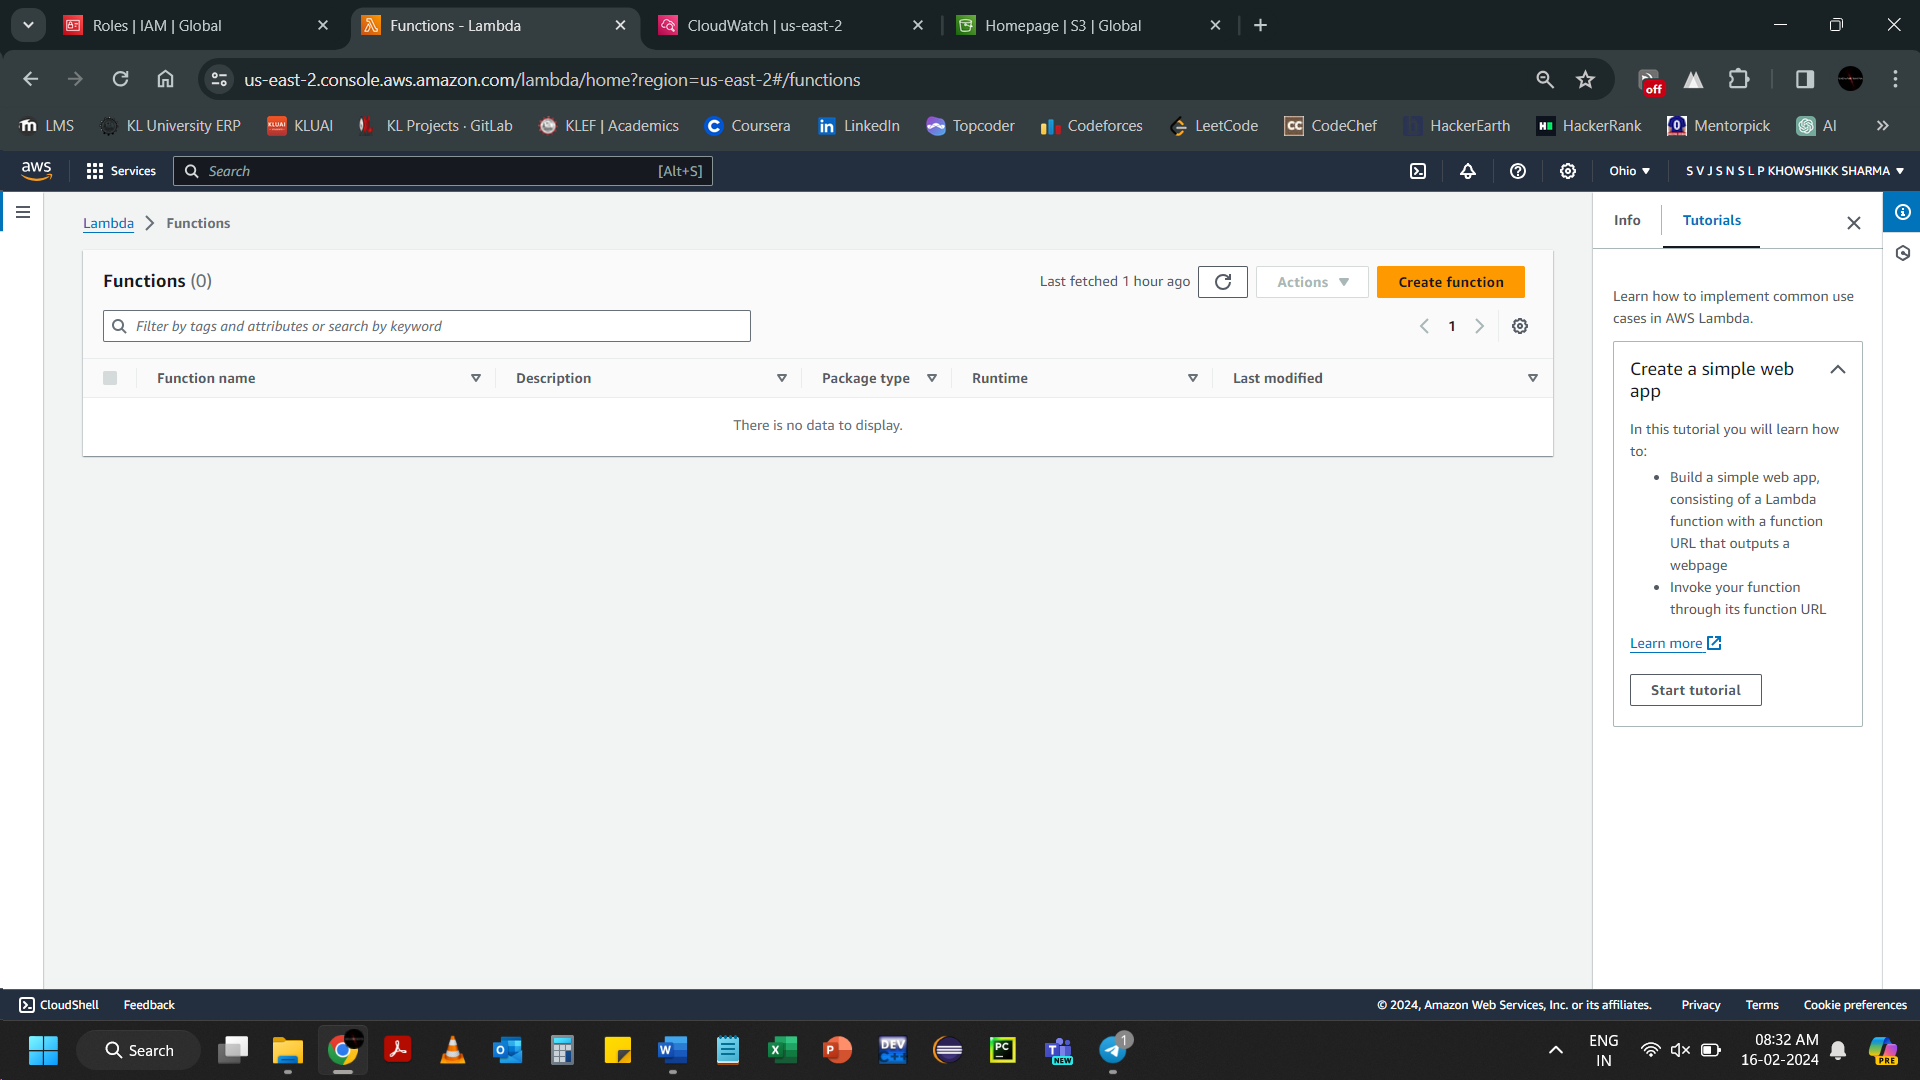 Roles | IAM | Global
Functions - Lambda
CloudWatch | us-east-2
Homepage | S3 | Global
us-east-2.console.aws.amazon.com/lambda/home?region=us-east-2#/functions
off
LMS
KL University ERP
KLUAI
KLUAI
KL Projects · GitLab
KLEF | Academics
Coursera
in
LinkedIn
Topcoder
Codeforces
LeetCode
CC
CodeChef
HackerEarth
HackerRank
Mentorpick
AI
aws
Services
Search
[Alt+S]
Ohio
S V J S N S L P KHOWSHIKK SHARMA
Lambda
Functions
Info
Tutorials
Functions (0)
Last fetched 1 hour ago
Actions
Create function
Filter by tags and attributes or search by keyword
1
Function name
Description
Package type
Runtime
Last modified
There is no data to display.
Learn how to implement common use
cases in AWS Lambda.
Create a simple web
app
In this tutorial you will learn how
to:
• Build a simple web app,
consisting of a Lambda
function with a function
URL that outputs a
webpage
• Invoke your function
through its function URL
Learn more
Start tutorial
CloudShell
Feedback
© 2024, Amazon Web Services, Inc. or its affiliates.
Privacy
Terms
Cookie preferences
Search
DEV
PC
NEW
1
ENG
IN
08:32 AM
16-02-2024
PRE